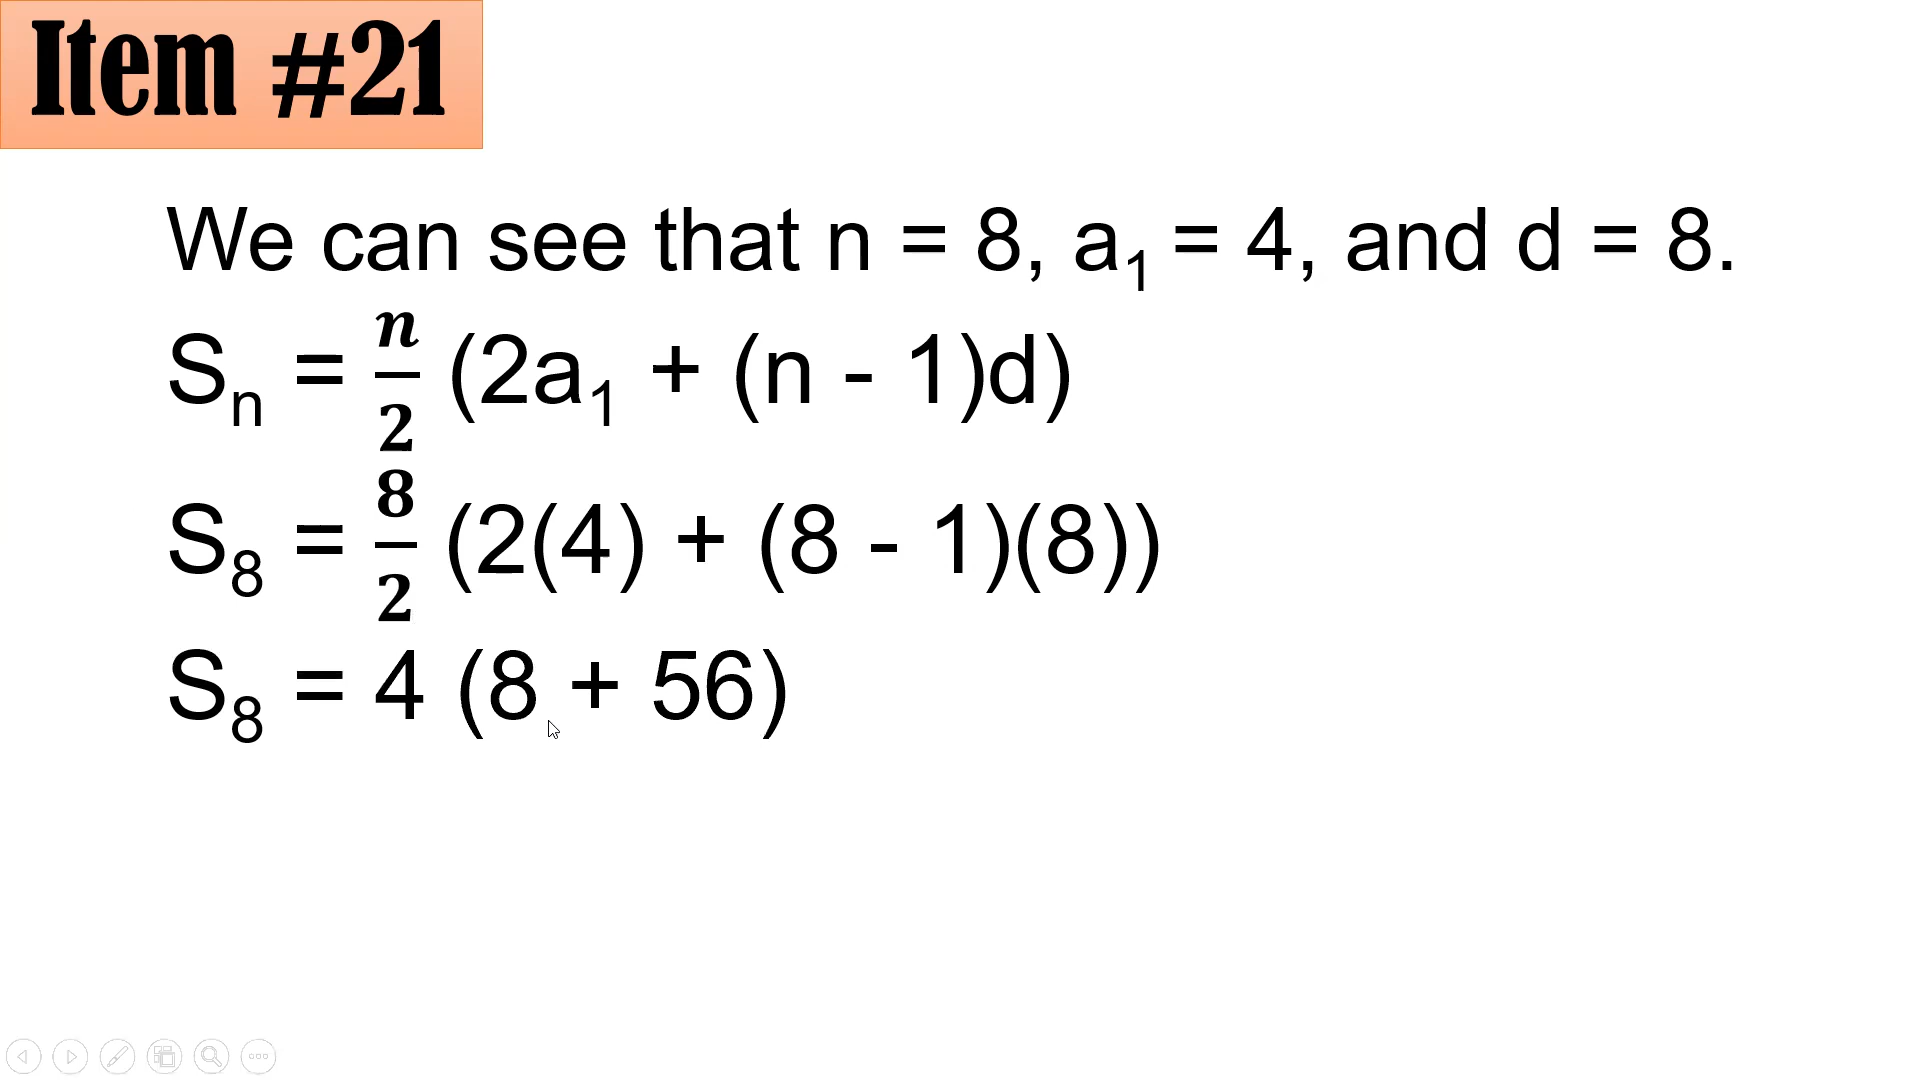 Item #21
We can see that n = 8, a₁ = 4, and d = 8.
Sₙ = n/2 (2a₁ + (n - 1)d)
S₈ = 8/2 (2(4) + (8 - 1)(8))
S₈ = 4 (8 + 56)